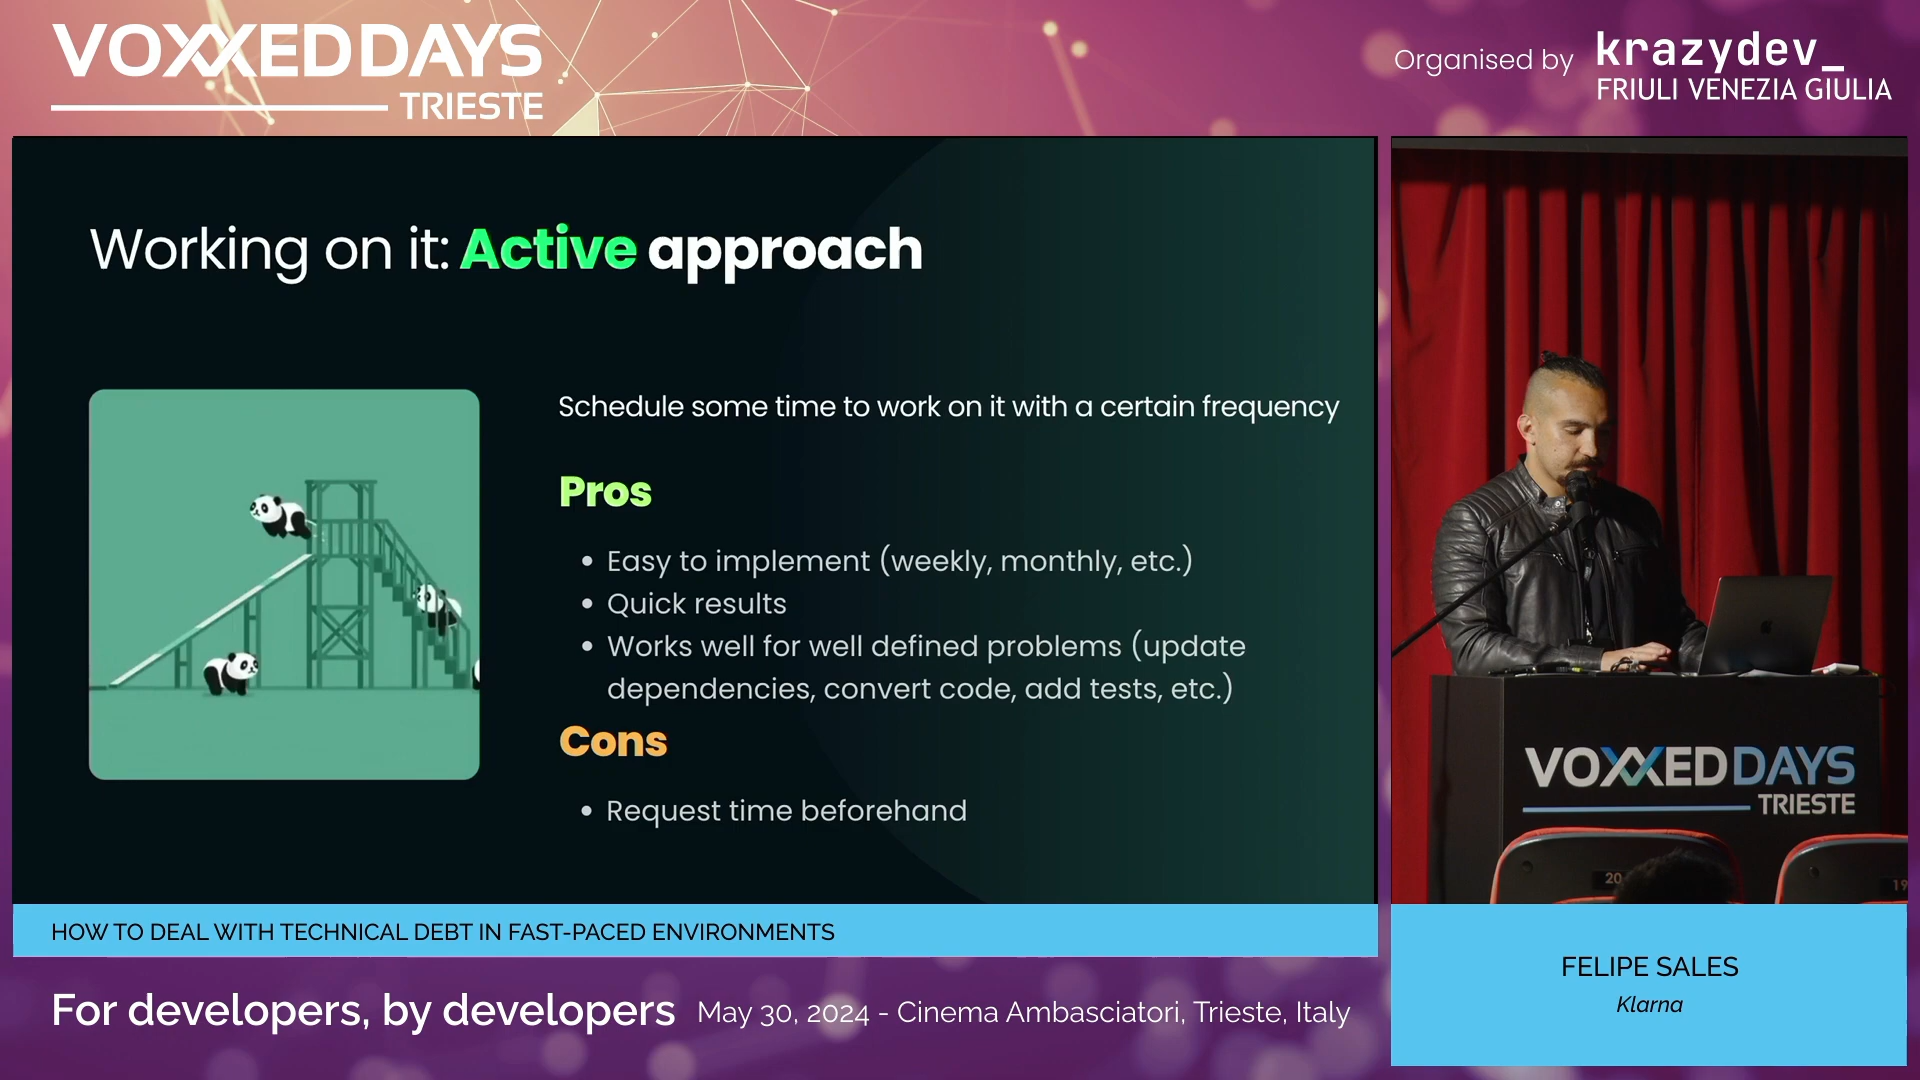 VOXXEDDAYS
TRIESTE
Organised by krazydev_
FRIULI VENEZIA GIULIA
Working on it: Active approach
Schedule some time to work on it with a certain frequency
Pros
• Easy to implement (weekly, monthly, etc.)
• Quick results
• Works well for well defined problems (update
dependencies, convert code, add tests, etc.)
Cons
• Request time beforehand
VOXXEDDAYS
TRIESTE
20
19
HOW TO DEAL WITH TECHNICAL DEBT IN FAST-PACED ENVIRONMENTS
FELIPE SALES
Klarna
For developers, by developers May 30, 2024 - Cinema Ambasciatori, Trieste, Italy